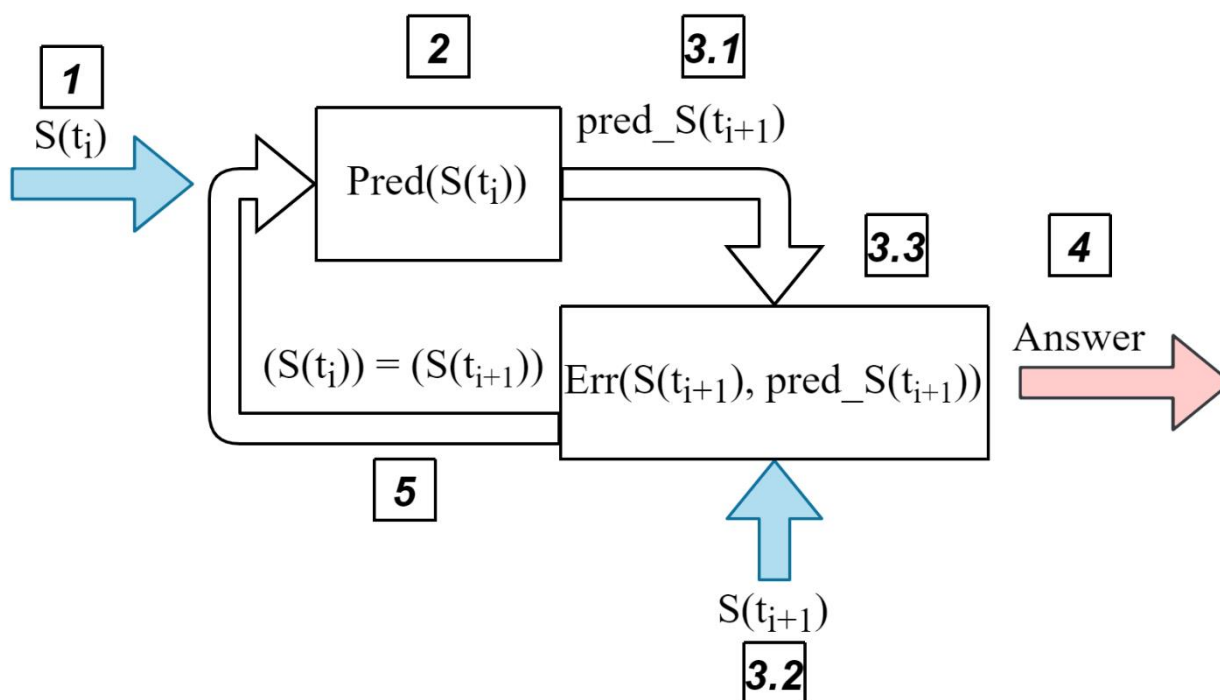 1
S(tᵢ)
2
Pred(S(tᵢ))
3.1
pred_S(tᵢ₊₁)
3.3
4
Answer
(S(tᵢ)) = (S(tᵢ₊₁))
Err(S(tᵢ₊₁), pred_S(tᵢ₊₁))
5
S(tᵢ₊₁)
3.2